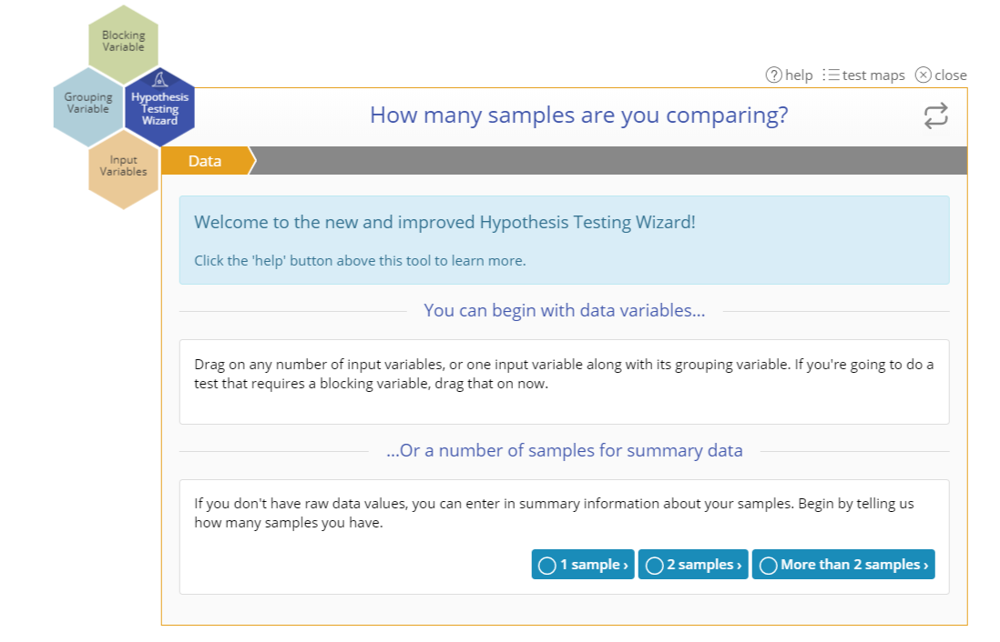 Blocking
Variable
Grouping
Variable
Hypothesis
Testing
Wizard
Input
Variables
help test maps close
How many samples are you comparing?
Data
Welcome to the new and improved Hypothesis Testing Wizard!
Click the 'help' button above this tool to learn more.
You can begin with data variables...
Drag on any number of input variables, or one input variable along with its grouping variable. If you're going to do a
test that requires a blocking variable, drag that on now.
...Or a number of samples for summary data
If you don't have raw data values, you can enter in summary information about your samples. Begin by telling us
how many samples you have.
1 sample › 2 samples › More than 2 samples ›